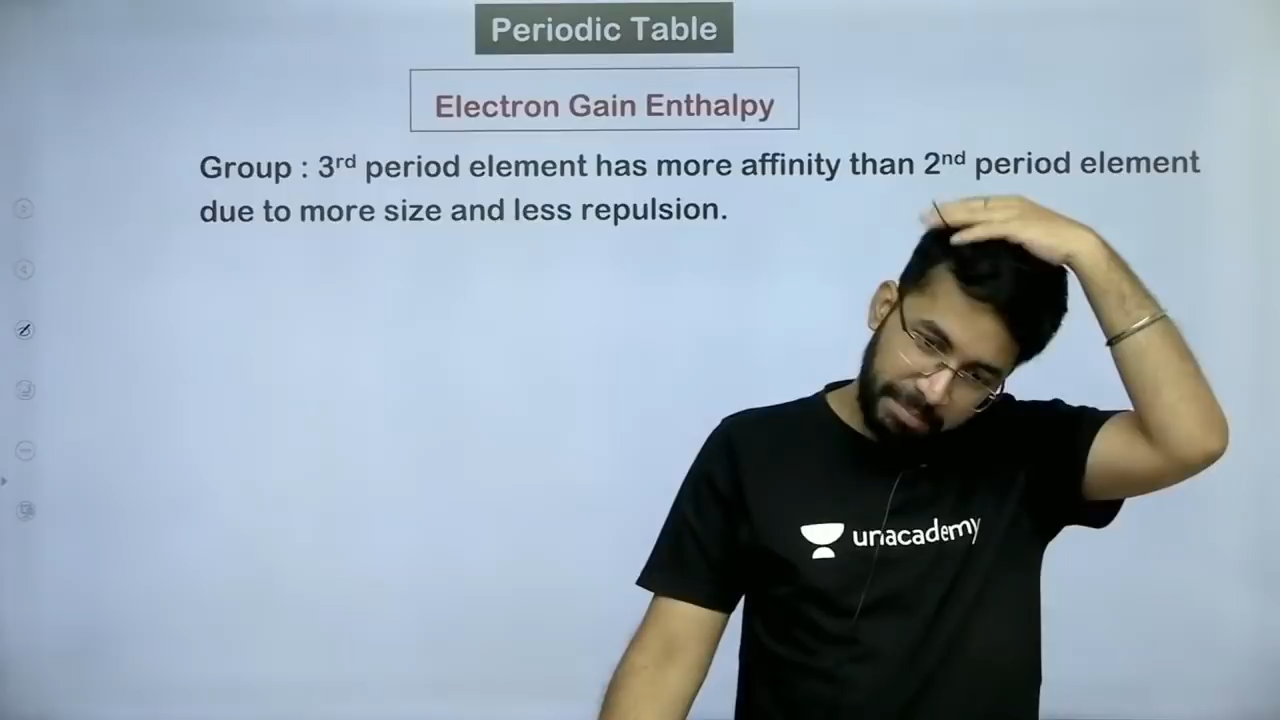 Periodic Table
Electron Gain Enthalpy
Group : 3rd period element has more affinity than 2nd period element
due to more size and less repulsion.
unacademy